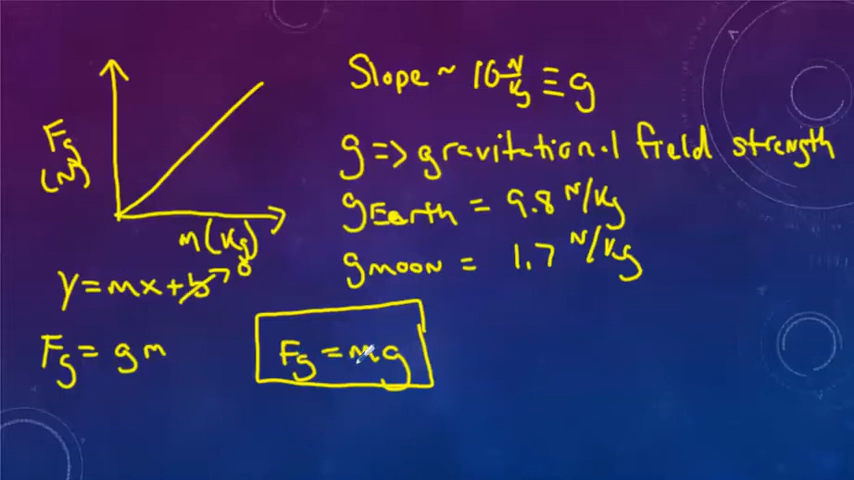 Fg
(N)
m(Kg)
y=mx+b→0
Fg = gm
Slope ~ 10 N/Kg ≡ g
g => gravitational field strength
gEarth = 9.8 N/Kg
gmoon = 1.7 N/Kg
Fg = mg